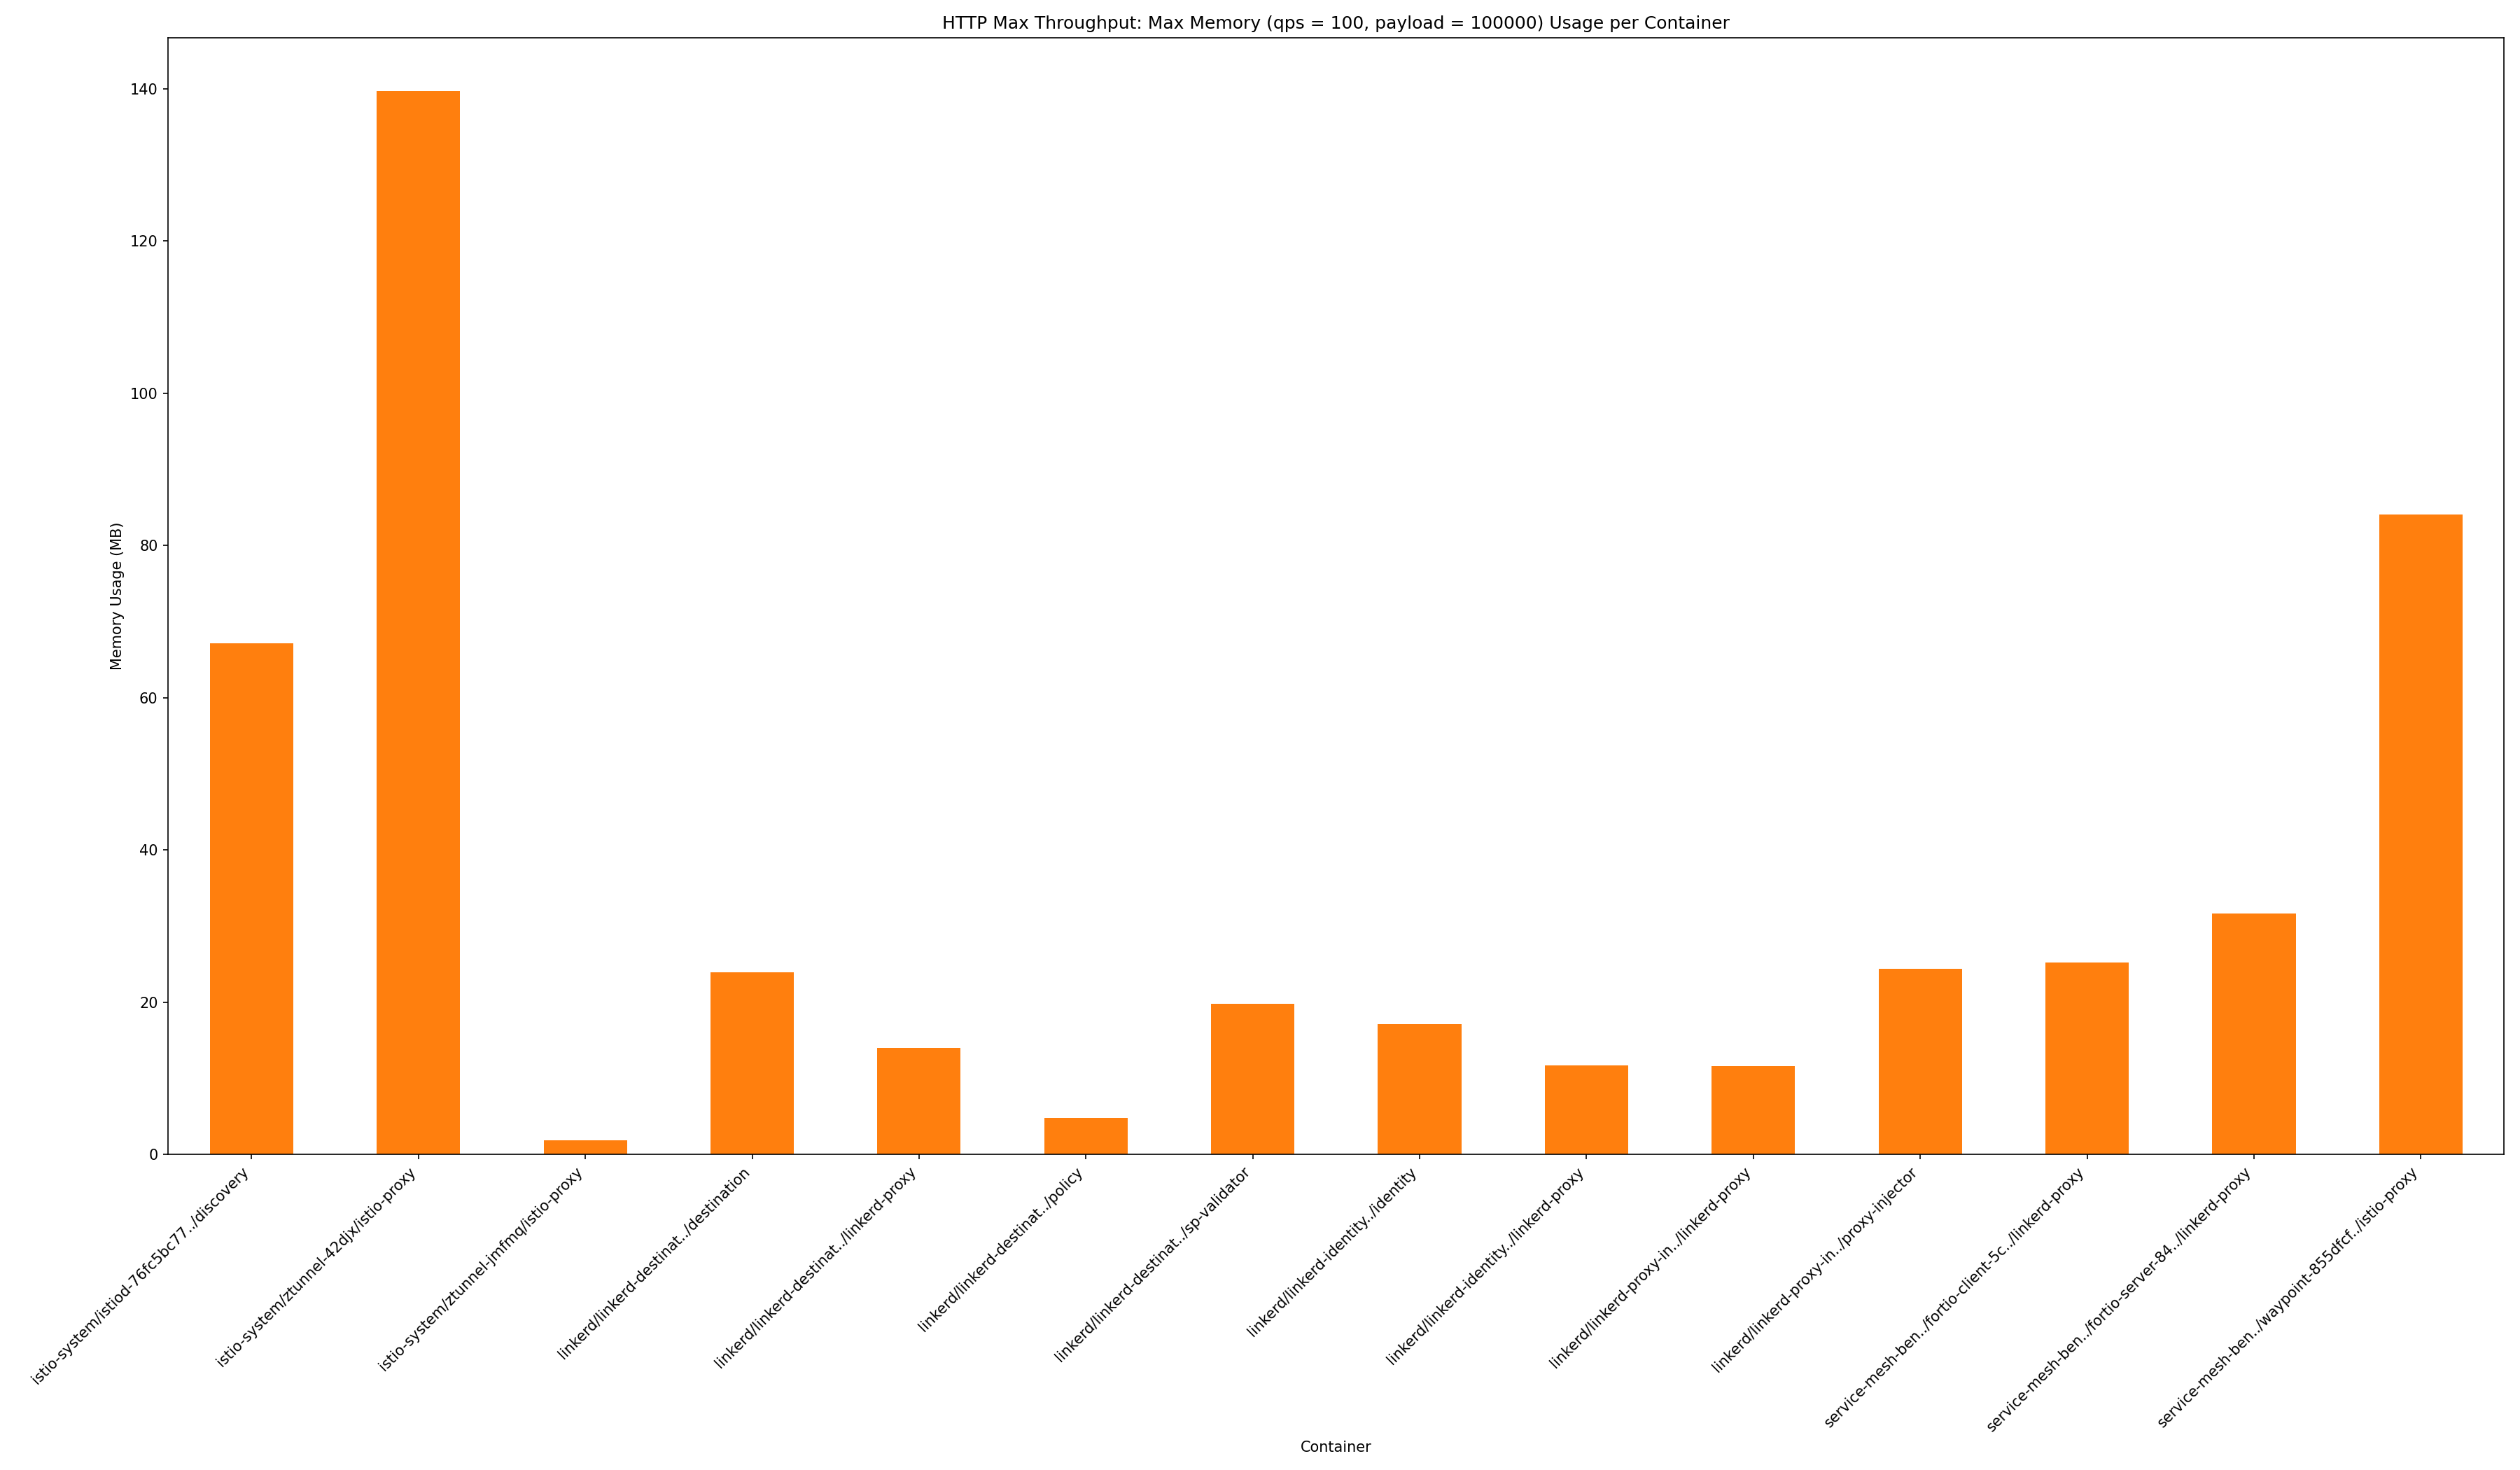 HTTP Max Throughput: Max Memory (qps = 100, payload = 100000) Usage per Container
Memory Usage (MB)
140
120
100
80
60
40
20
0
istio-system/istiod-76fc5bc77../discovery
istio-system/ztunnel-42djx/istio-proxy
istio-system/ztunnel-jmfmq/istio-proxy
linkerd/linkerd-destinat../destination
linkerd/linkerd-destinat../linkerd-proxy
linkerd/linkerd-destinat../policy
linkerd/linkerd-destinat../sp-validator
linkerd/linkerd-identity../identity
linkerd/linkerd-identity../linkerd-proxy
linkerd/linkerd-proxy-in../linkerd-proxy
linkerd/linkerd-proxy-in../proxy-injector
service-mesh-ben../fortio-client-5c../linkerd-proxy
service-mesh-ben../fortio-server-84../linkerd-proxy
service-mesh-ben../waypoint-855dfcf../istio-proxy
Container